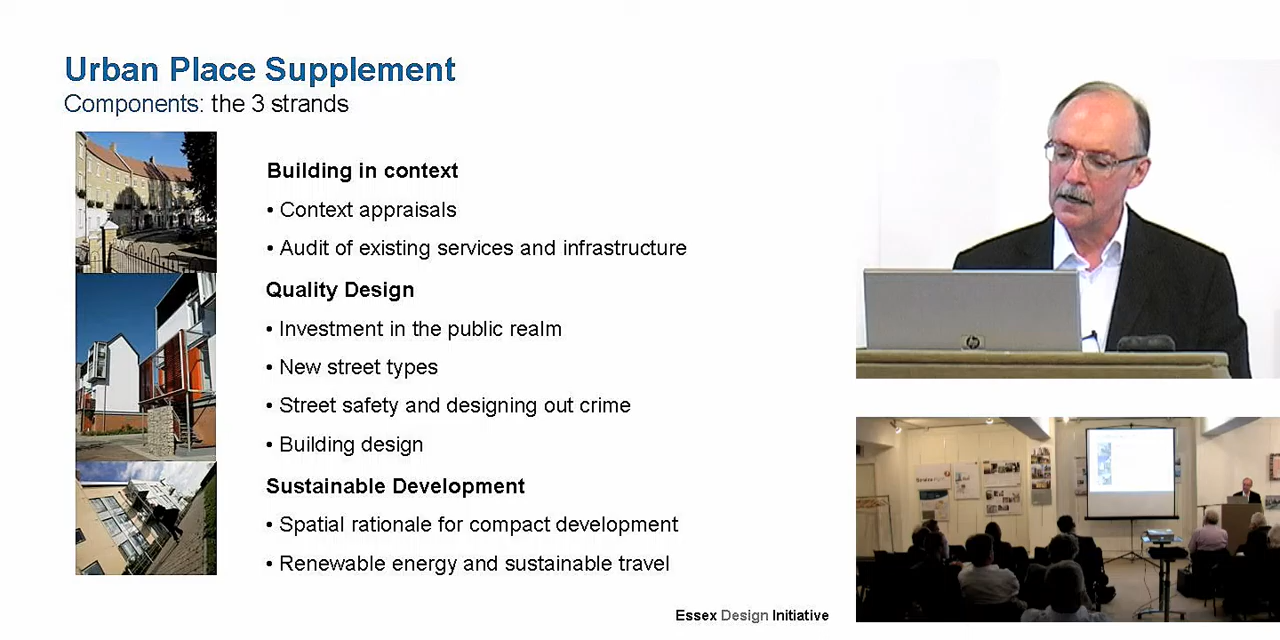 Urban Place Supplement
Components: the 3 strands
Building in context
• Context appraisals
• Audit of existing services and infrastructure
Quality Design
• Investment in the public realm
• New street types
• Street safety and designing out crime
• Building design
Sustainable Development
• Spatial rationale for compact development
• Renewable energy and sustainable travel
Essex Design Initiative
hp